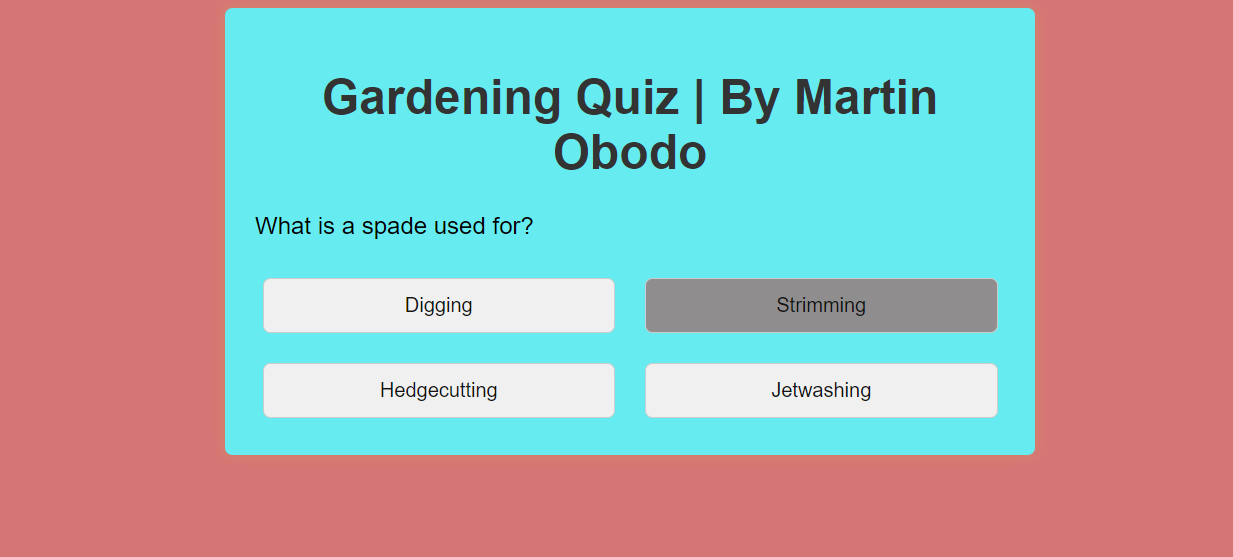 Gardening Quiz | By Martin
Obodo
What is a spade used for?
Digging
Strimming
Hedgecutting
Jetwashing